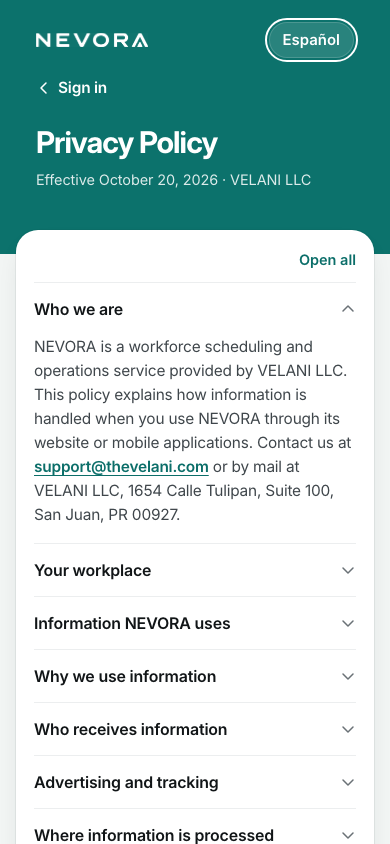 NEVORA
Español
Sign in
Privacy Policy
Effective October 20, 2026 · VELANI LLC
Open all
Who we are
NEVORA is a workforce scheduling and
operations service provided by VELANI LLC.
This policy explains how information is
handled when you use NEVORA through its
website or mobile applications. Contact us at
support@thevelani.com or by mail at
VELANI LLC, 1654 Calle Tulipan, Suite 100,
San Juan, PR 00927.
Your workplace
Information NEVORA uses
Why we use information
Who receives information
Advertising and tracking
Where information is processed